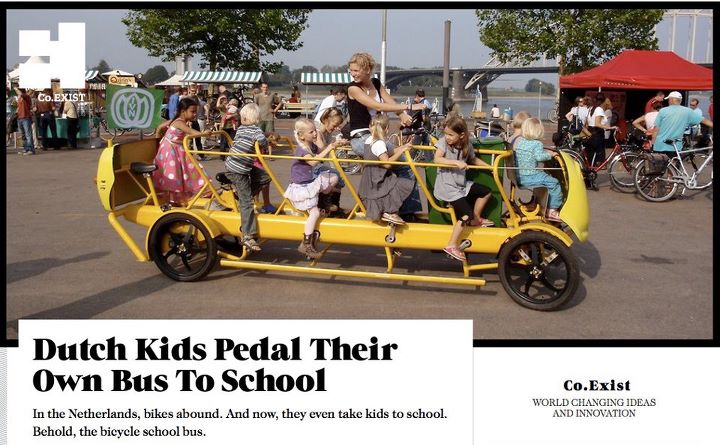 Co.EXIST
Dutch Kids Pedal Their
Own Bus To School
In the Netherlands, bikes abound. And now, they even take kids to school.
Behold, the bicycle school bus.
Co.Exist
WORLD CHANGING IDEAS
AND INNOVATION